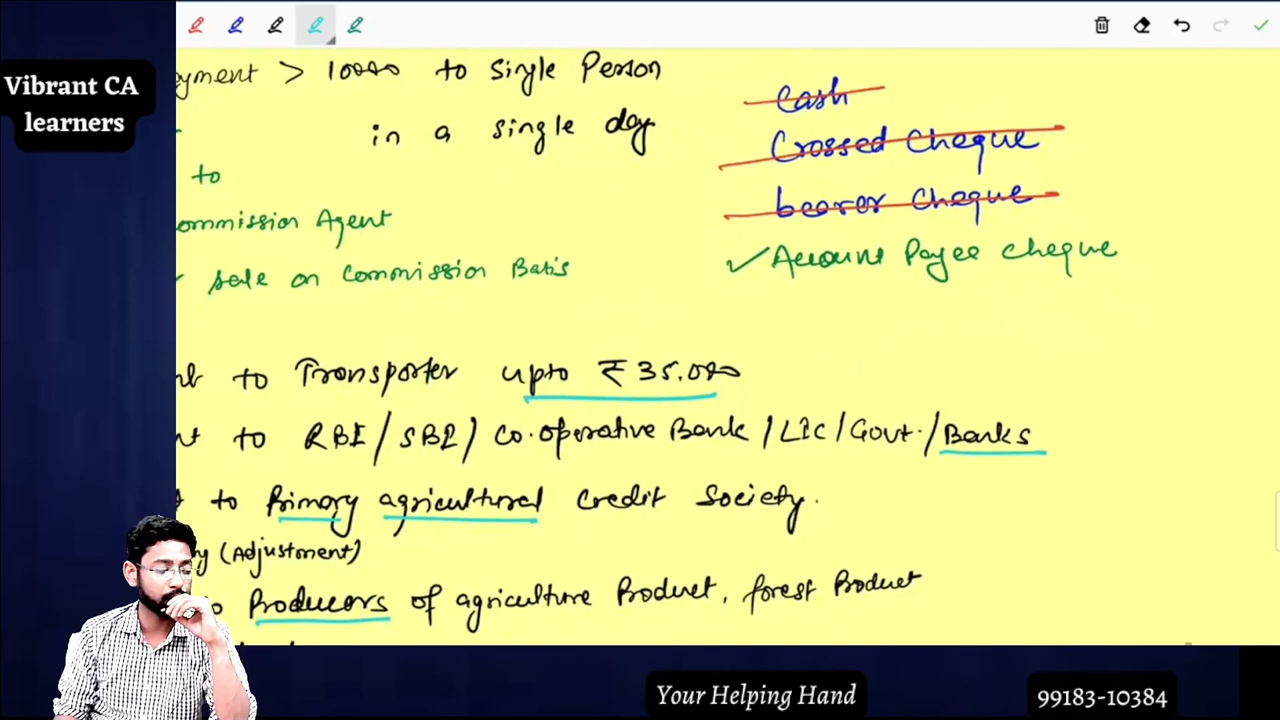 Vibrant CA
learners
yment > 10000 to Single Person
in a single day
to
ommission Agent
sale on Commission Basis
Cash
Crossed Cheque
bearer Cheque
✓ Account Payee cheque
to Transporter upto ₹35.000
to RBI/SBI/ Co.operative Bank /LIC/Govt./Banks
to Primary agricultural Credit Society.
(Adjustment)
Producers of agriculture Product, forest Product
Your Helping Hand
99183-10384